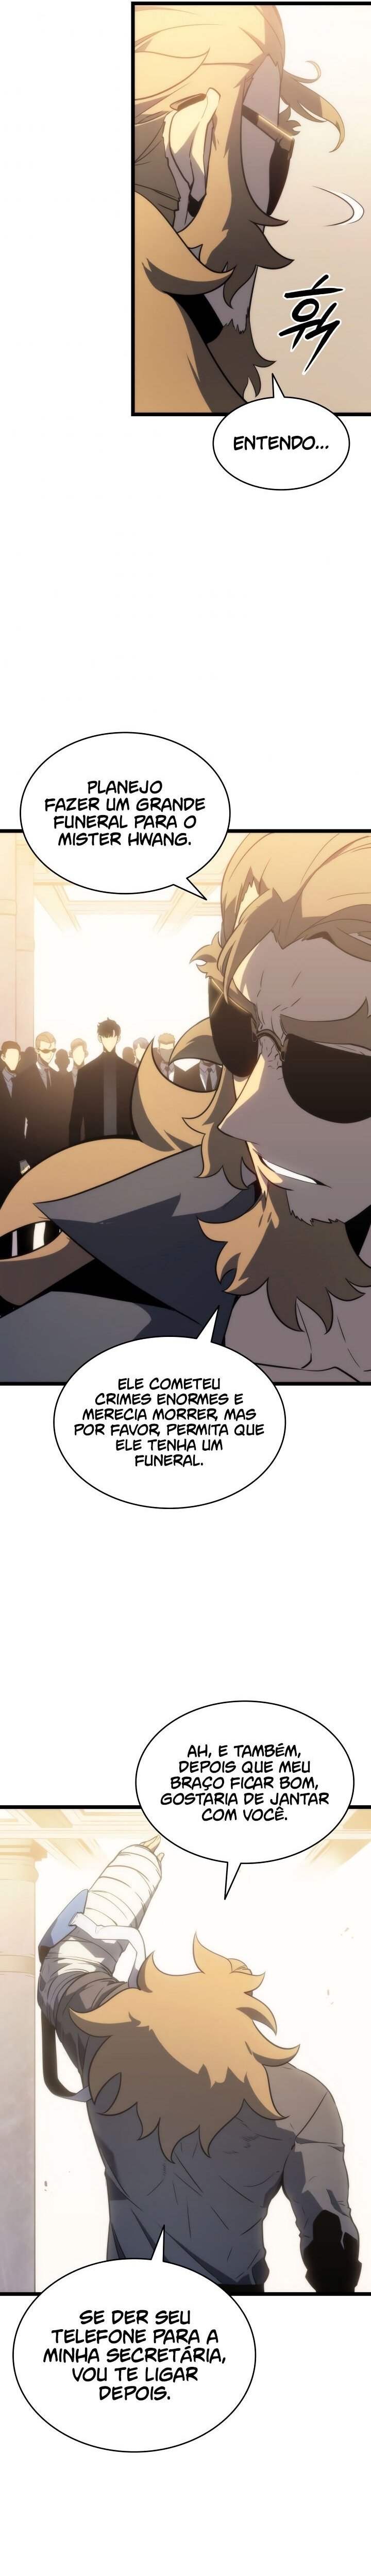 휙
ENTENDO...
PLANEJO
FAZER UM GRANDE
FUNERAL PARA O
MISTER HWANG.
ELE COMETEU
CRIMES ENORMES E
MERECIA MORRER, MAS
POR FAVOR, PERMITA QUE
ELE TENHA UM
FUNERAL.
AH, E TAMBÉM,
DEPOIS QUE MEU
BRAÇO FICAR BOM,
GOSTARIA DE JANTAR
COM VOCÊ.
SE DER SEU
TELEFONE PARA A
MINHA SECRETÁRIA,
VOU TE LIGAR
DEPOIS.